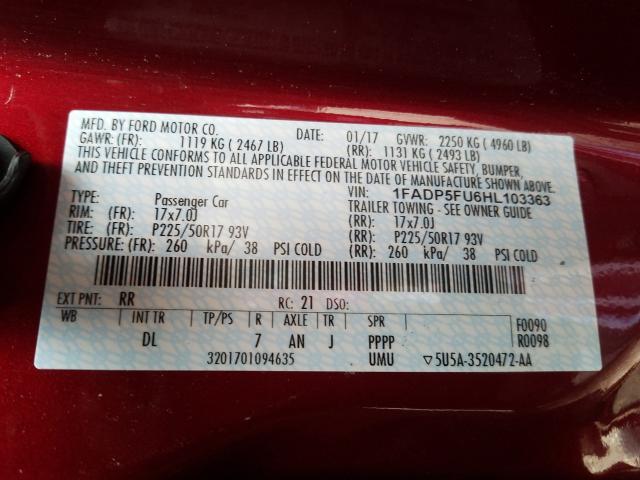 MFD. BY FORD MOTOR CO. DATE: 01/17 GVWR: 2250 KG ( 4960 LB)
GAWR: (FR): 1119 KG ( 2467 LB) (RR): 1131 KG ( 2493 LB)
THIS VEHICLE CONFORMS TO ALL APPLICABLE FEDERAL MOTOR VEHICLE SAFETY, BUMPER,
AND THEFT PREVENTION STANDARDS IN EFFECT ON THE DATE OF MANUFACTURE SHOWN ABOVE.
VIN: 1FADP5FU6HL103363
TYPE: Passenger Car TRAILER TOWING - SEE OWNER GUIDE
RIM: (FR): 17x7.0J (RR): 17x7.0J
TIRE: (FR): P225/50R17 93V (RR): P225/50R17 93V
PRESSURE: (FR): 260 kPa/ 38 PSI COLD (RR): 260 kPa/ 38 PSI COLD
EXT PNT: RR RC: 21 DSO:
WB INT TR TP/PS R AXLE TR SPR F0090
DL 7 AN J PPPP R0098
3201701094635 UMU ▽5U5A-3520472-AA